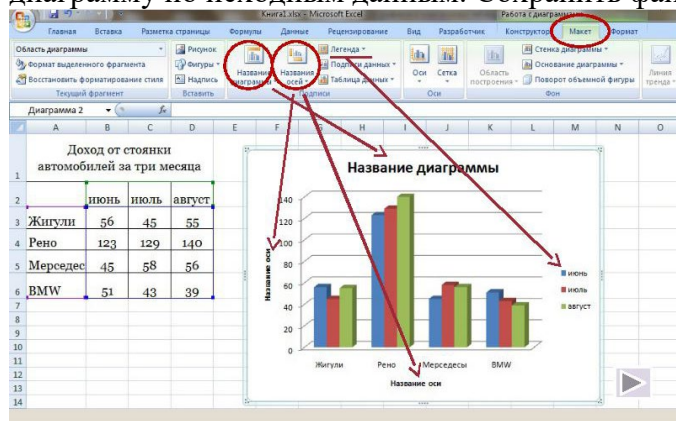 диаграмму по исходным данным. Сохранить фай
Книга1.xlsx - Microsoft Excel
Работа с диаграммами
Главная Вставка Разметка страницы Формулы Данные Рецензирование Вид Разработчик Конструктор Макет Формат
Область диаграммы
Формат выделенного фрагмента
Восстановить форматирование стиля
Текущий фрагмент
Рисунок
Фигуры
Надпись
Вставить
Название диаграммы
Названия осей
Легенда
Подписи данных
Таблица данных
Подписи
Оси Сетка
Оси
Область построения
Стенка диаграммы
Основание диаграммы
Поворот объемной фигуры
Фон
Линия тренда
Диаграмма 2 fx
A B C D E F G H I J K L M N O
1 Доход от стоянки автомобилей за три месяца
2 июнь июль август
3 Жигули 56 45 55
4 Рено 123 129 140
5 Мерседес 45 58 56
6 BMW 51 43 39
7
8
9
10
11
12
13
14
Название диаграммы
140
120
100
80
60
40
20
0
Название оси
Жигули Рено Мерседесы BMW
Название оси
июнь
июль
август